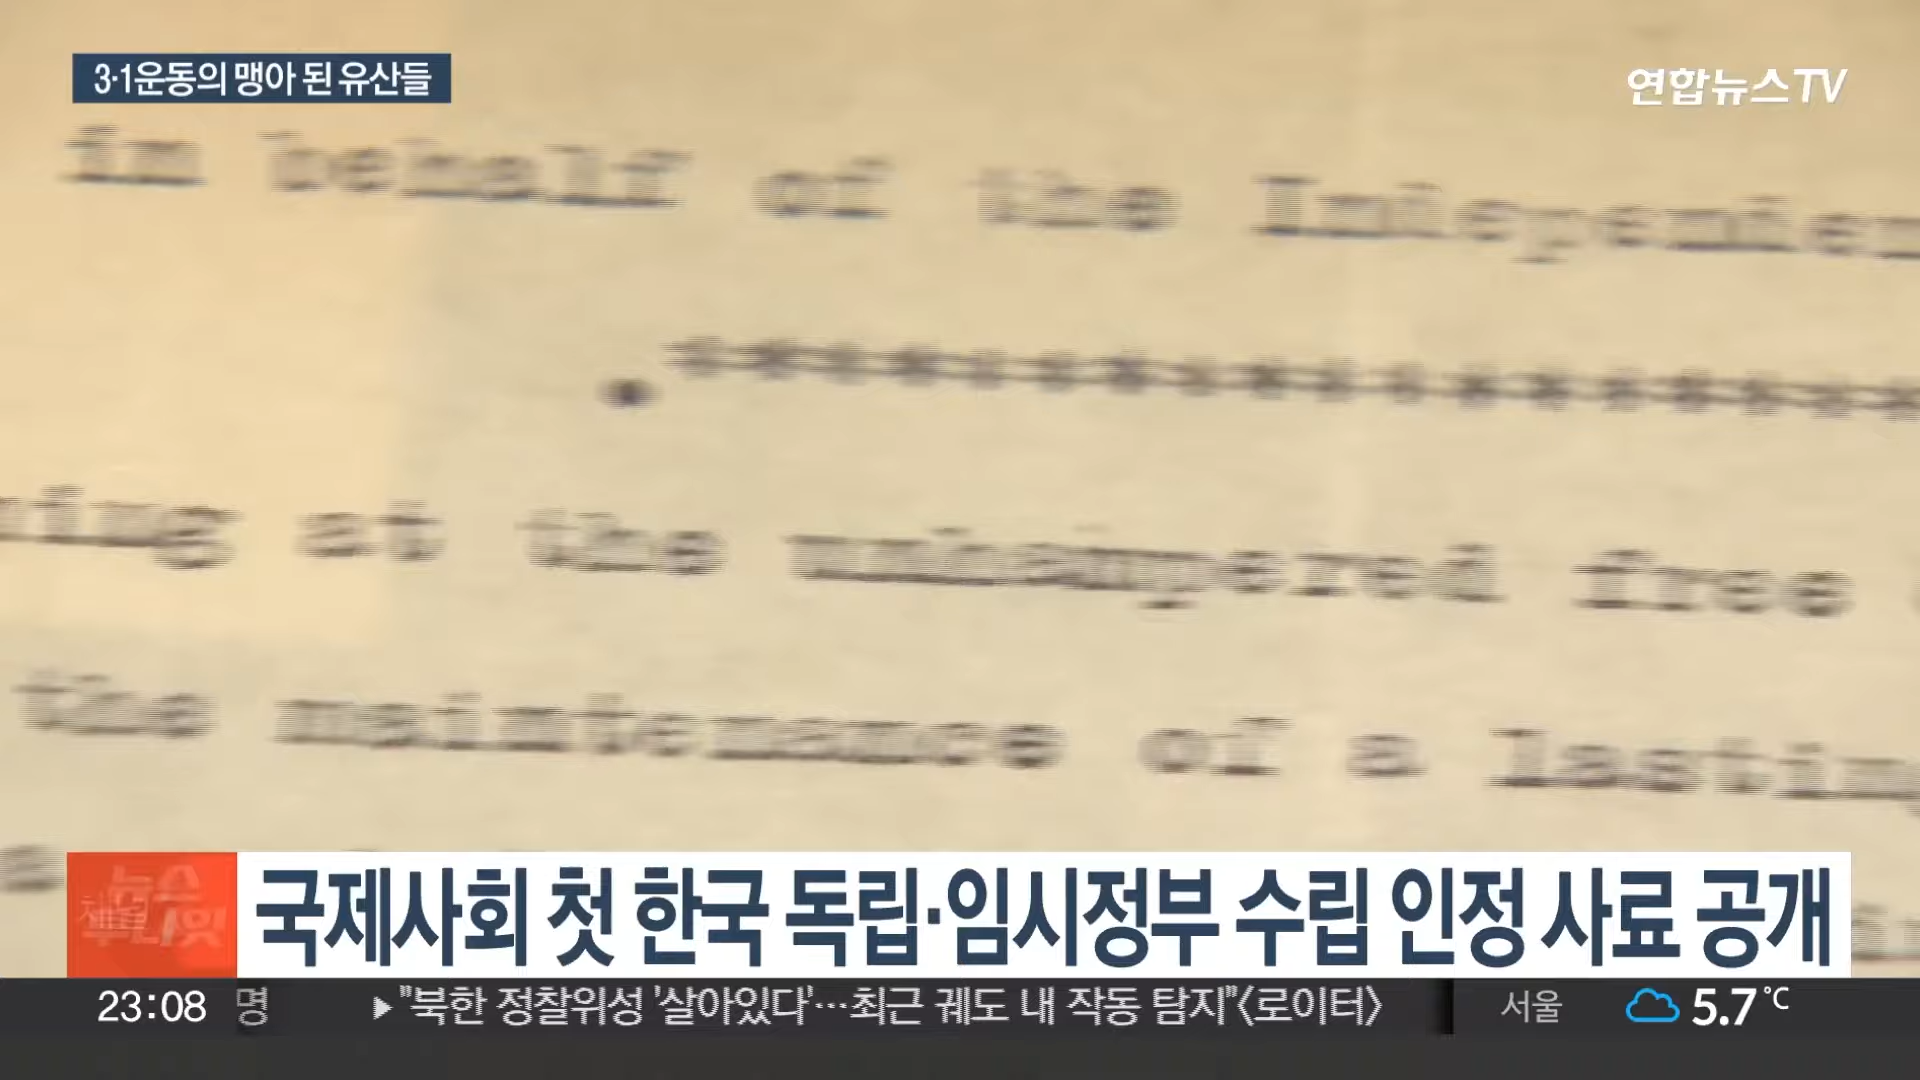 3·1운동의 맹아 된 유산들
연합뉴스TV
in behalf of the Indepen
at the unhampered free
the maintenance of a
국제사회 첫 한국 독립·임시정부 수립 인정 사료 공개
23:08 명 ▶"북한 정찰위성 '살아있다'…최근 궤도 내 작동 탐지"〈로이터〉 서울 5.7℃